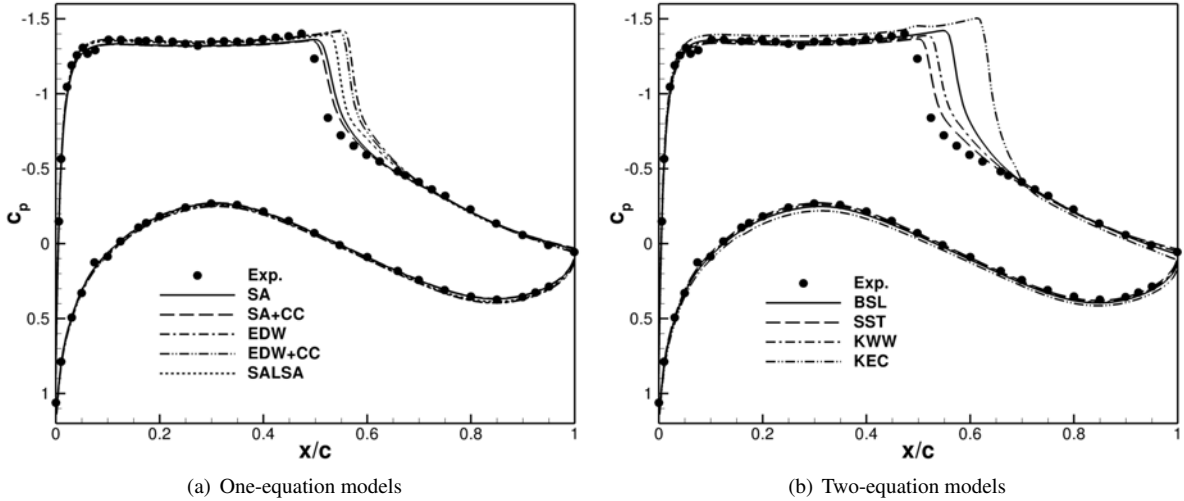 -1.5
-1
-0.5
0
0.5
1
c_p
Exp.
SA
SA+CC
EDW
EDW+CC
SALSA
0 0.2 0.4 0.6 0.8 1
x/c
(a) One-equation models
-1.5
-1
-0.5
0
0.5
1
c_p
Exp.
BSL
SST
KWW
KEC
0 0.2 0.4 0.6 0.8 1
x/c
(b) Two-equation models